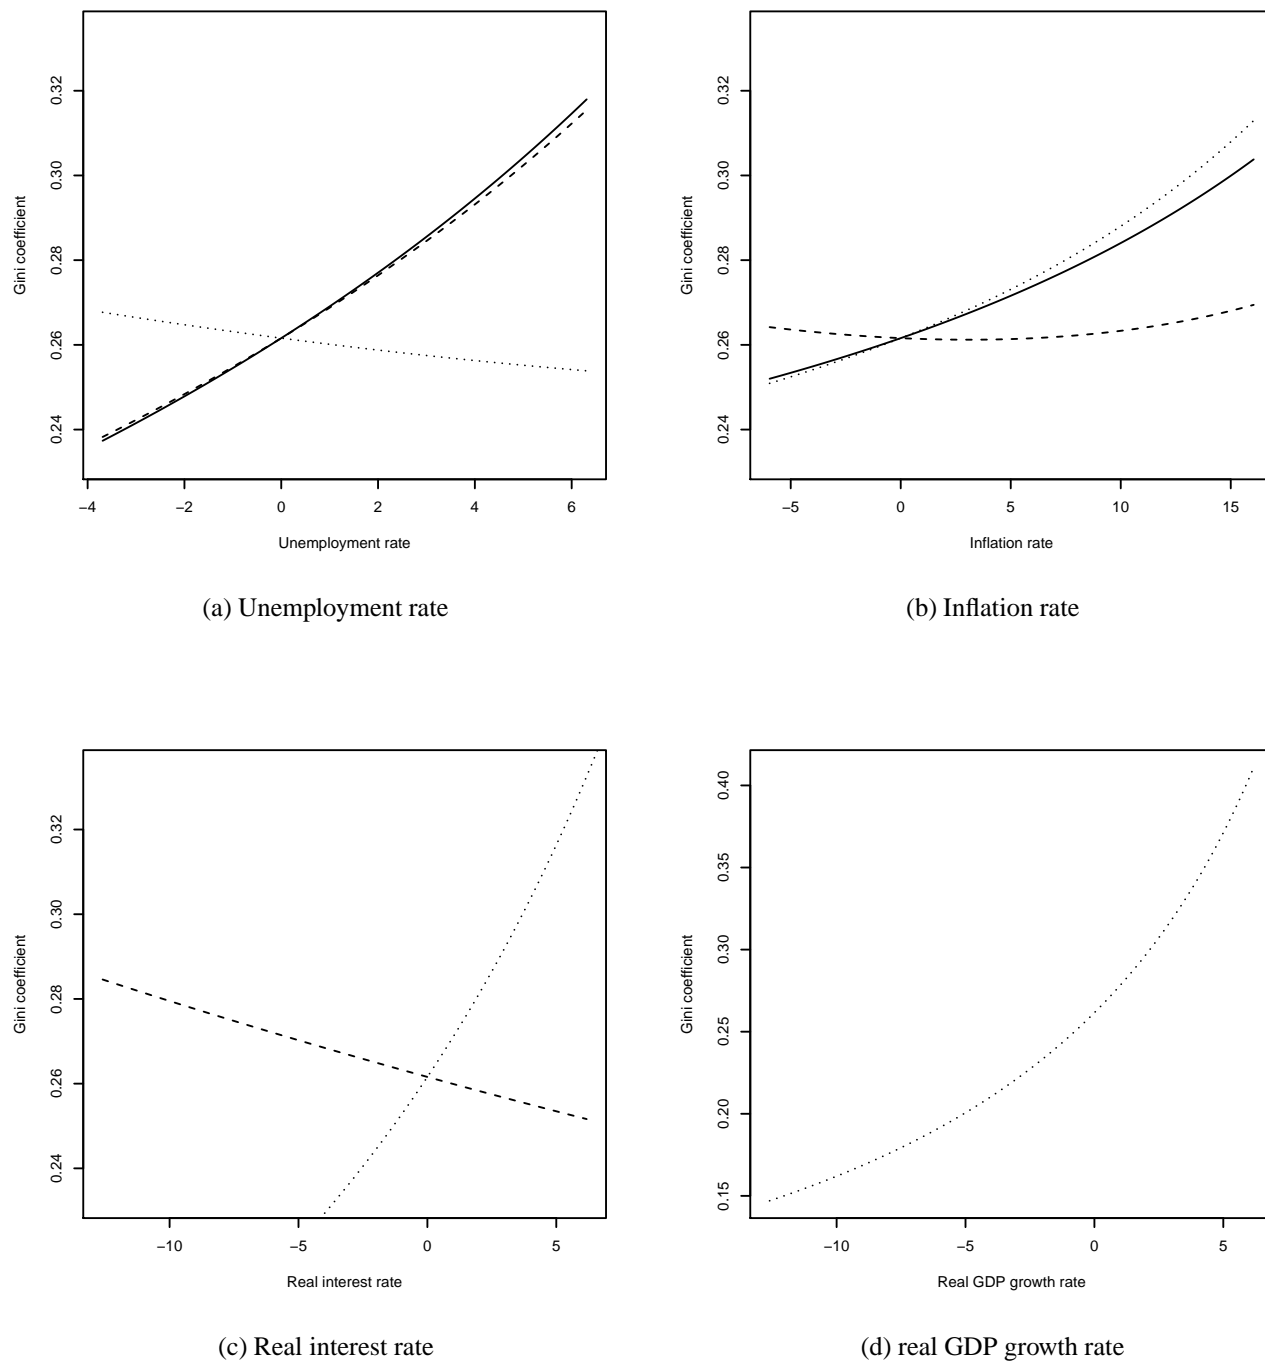 0.32
0.30
0.28
0.26
0.24
Gini coefficient
−4 −2 0 2 4 6
Unemployment rate
(a) Unemployment rate
0.32
0.30
0.28
0.26
0.24
Gini coefficient
−5 0 5 10 15
Inflation rate
(b) Inflation rate
0.32
0.30
0.28
0.26
0.24
Gini coefficient
−10 −5 0 5
Real interest rate
(c) Real interest rate
0.40
0.35
0.30
0.25
0.20
0.15
Gini coefficient
−10 −5 0 5
Real GDP growth rate
(d) real GDP growth rate